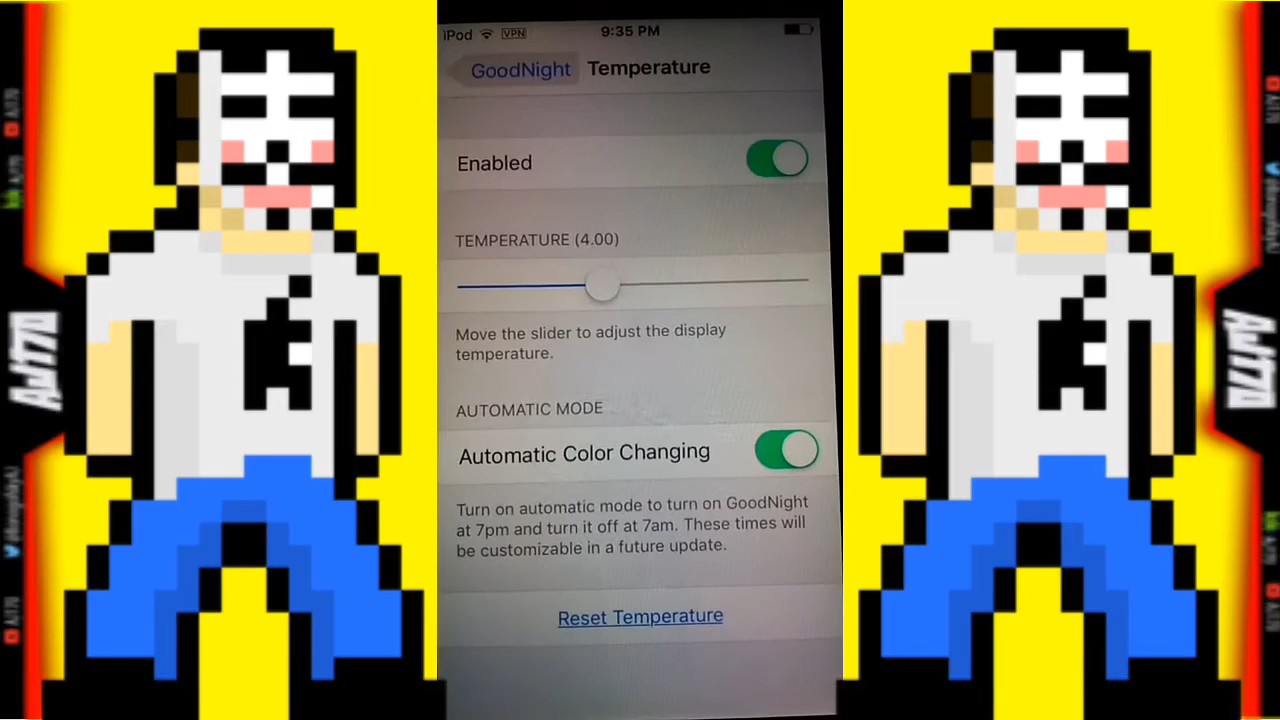 iPod VPN 9:35 PM
GoodNight Temperature
Enabled
TEMPERATURE (4.00)
Move the slider to adjust the display
temperature.
AUTOMATIC MODE
Automatic Color Changing
Turn on automatic mode to turn on GoodNight
at 7pm and turn it off at 7am. These times will
be customizable in a future update.
Reset Temperature